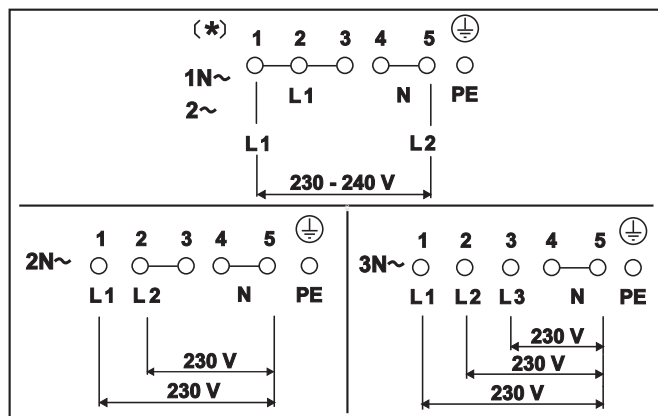 (*) 1 2 3 4 5
1N~ L1 N PE
2~
L1 L2
230 - 240 V
1 2 3 4 5
2N~
L1 L2 N PE
230 V
230 V
1 2 3 4 5
3N~
L1 L2 L3 N PE
230 V
230 V
230 V